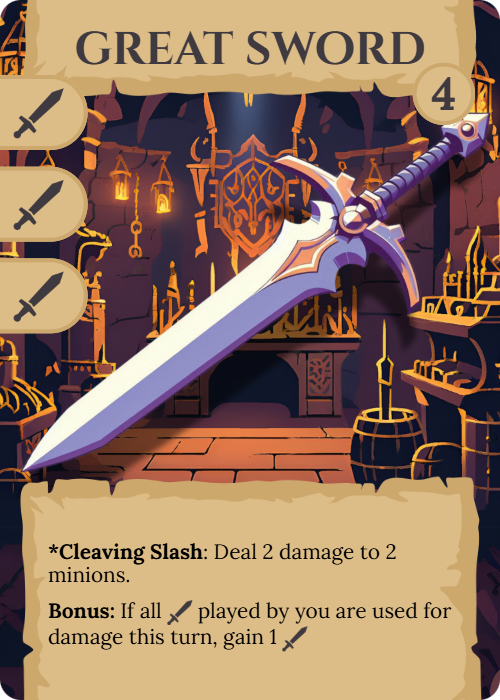 GREAT SWORD
4
*Cleaving Slash: Deal 2 damage to 2
minions.
Bonus: If all played by you are used for
damage this turn, gain 1